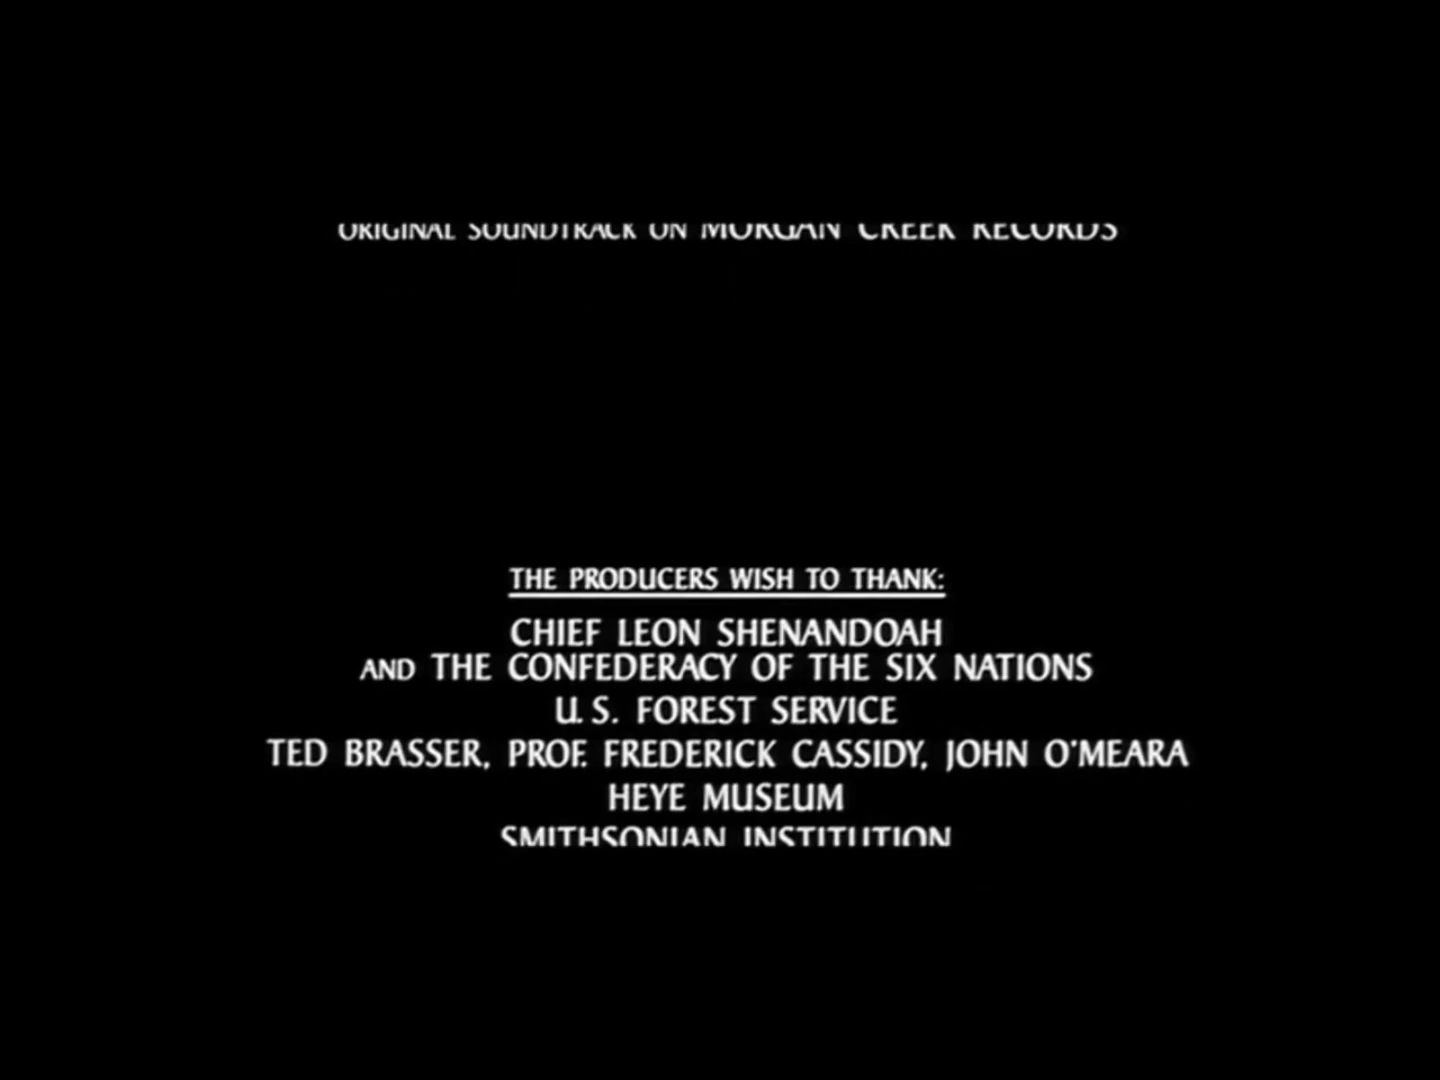 ORIGINAL SOUNDTRACK ON MORGAN CREEK RECORDS
THE PRODUCERS WISH TO THANK:
CHIEF LEON SHENANDOAH
AND THE CONFEDERACY OF THE SIX NATIONS
U.S. FOREST SERVICE
TED BRASSER, PROF. FREDERICK CASSIDY, JOHN O'MEARA
HEYE MUSEUM
SMITHSONIAN INSTITUTION